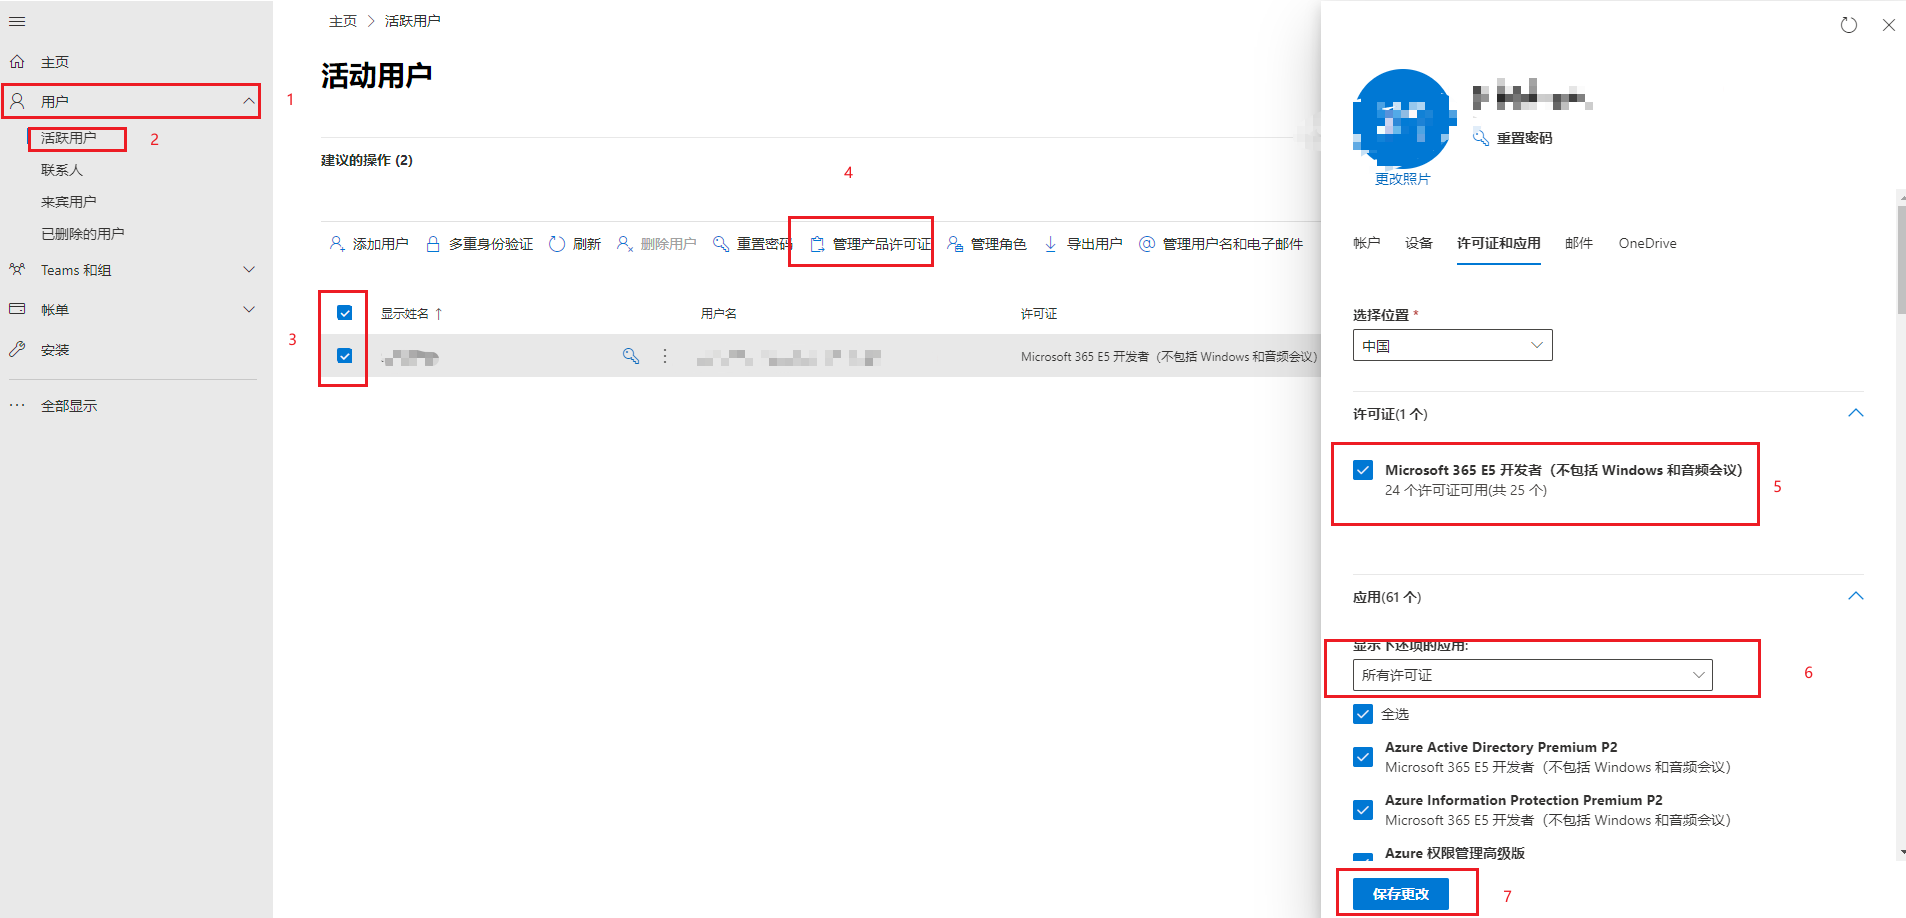 主页
用户
1
活跃用户
2
联系人
来宾用户
已删除的用户
Teams 和组
帐单
安装
全部显示
主页 > 活跃用户
活动用户
建议的操作 (2)
4
添加用户 多重身份验证 刷新 删除用户 重置密码 管理产品许可证 管理角色 导出用户 管理用户名和电子邮件
3
显示姓名 ↑ 用户名 许可证
Microsoft 365 E5 开发者（不包括 Windows 和音频会议）
重置密码
更改照片
帐户 设备 许可证和应用 邮件 OneDrive
选择位置 *
中国
许可证(1 个)
Microsoft 365 E5 开发者（不包括 Windows 和音频会议）
24 个许可证可用(共 25 个)
5
应用(61 个)
显示下述项的应用:
所有许可证
6
全选
Azure Active Directory Premium P2
Microsoft 365 E5 开发者（不包括 Windows 和音频会议）
Azure Information Protection Premium P2
Microsoft 365 E5 开发者（不包括 Windows 和音频会议）
Azure 权限管理高级版
保存更改
7